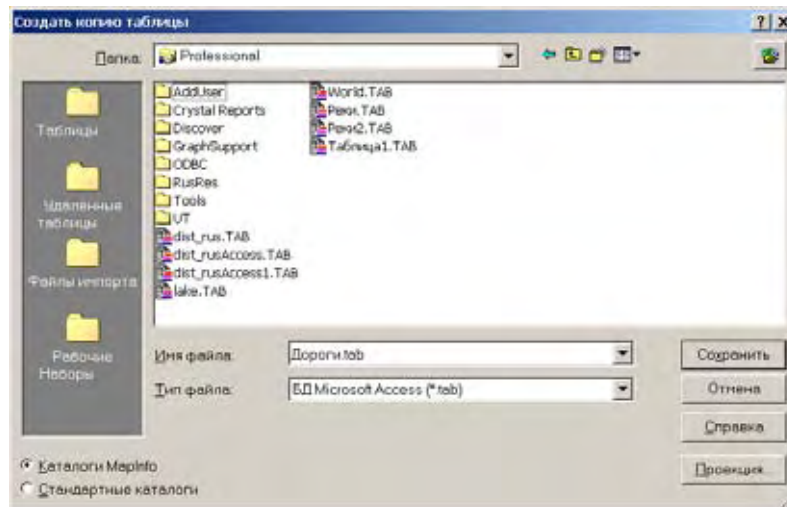 Создать копию таблицы
Папка: Professional
Таблицы
Удаленные таблицы
Файлы импорта
Рабочие Наборы
AddUser
Crystal Reports
Discover
GraphSupport
ODBC
RusRes
Tools
UT
dist_rus.TAB
dist_rusAccess.TAB
dist_rusAccess1.TAB
lake.TAB
World.TAB
Реки.TAB
Реки2.TAB
Таблица1.TAB
Имя файла: Дороги.tab
Тип файла: БД Microsoft Access (*.tab)
Сохранить
Отмена
Справка
Проекция...
Каталоги MapInfo
Стандартные каталоги